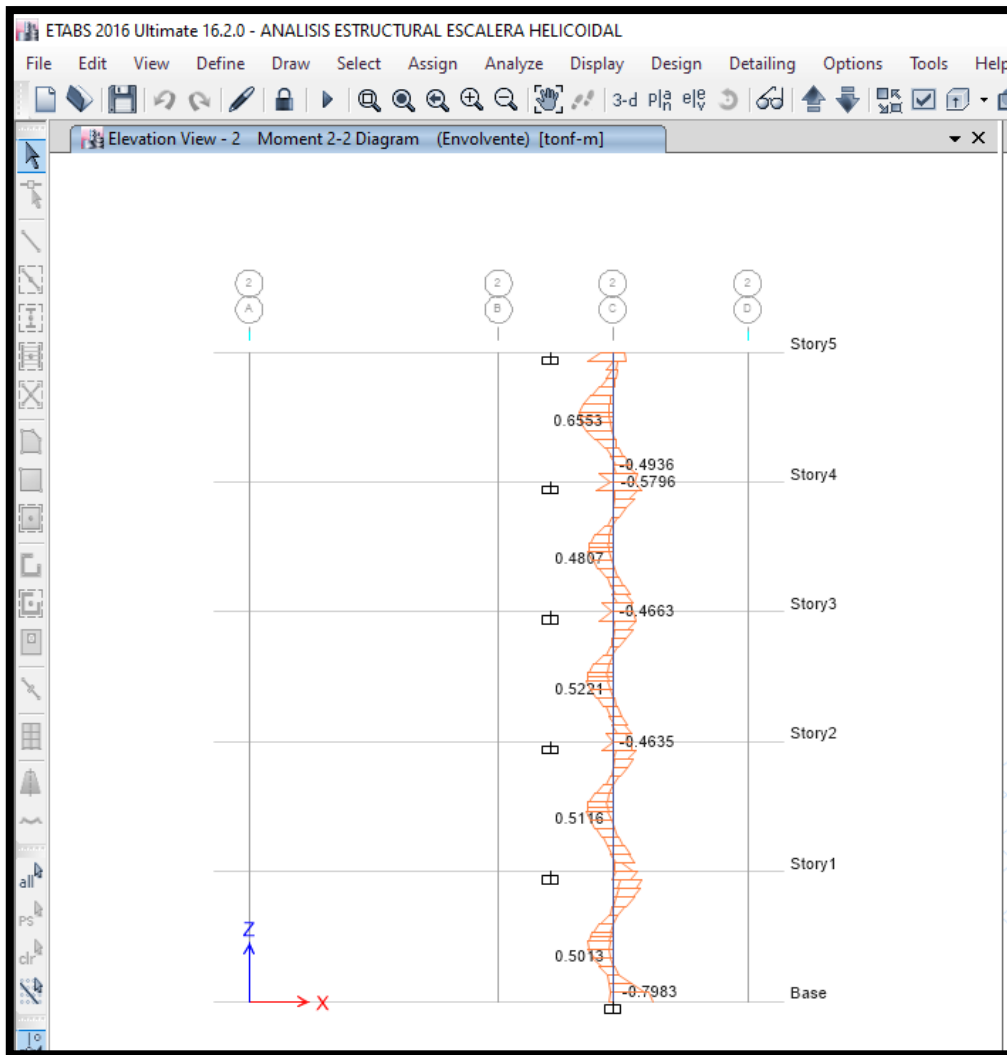 ETABS 2016 Ultimate 16.2.0 - ANALISIS ESTRUCTURAL ESCALERA HELICOIDAL
File Edit View Define Draw Select Assign Analyze Display Design Detailing Options Tools Help
3-d pla n ele v
Elevation View - 2 Moment 2-2 Diagram (Envolvente) [tonf-m]
2 2 2 2
A B C D
Story5
0.6553
-0.4936
Story4
-0.5796
0.4807
Story3
-0.4663
0.5221
Story2
-0.4635
0.5116
Story1
all
PS
Z
clr
0.5013
-0.7983
Base
X